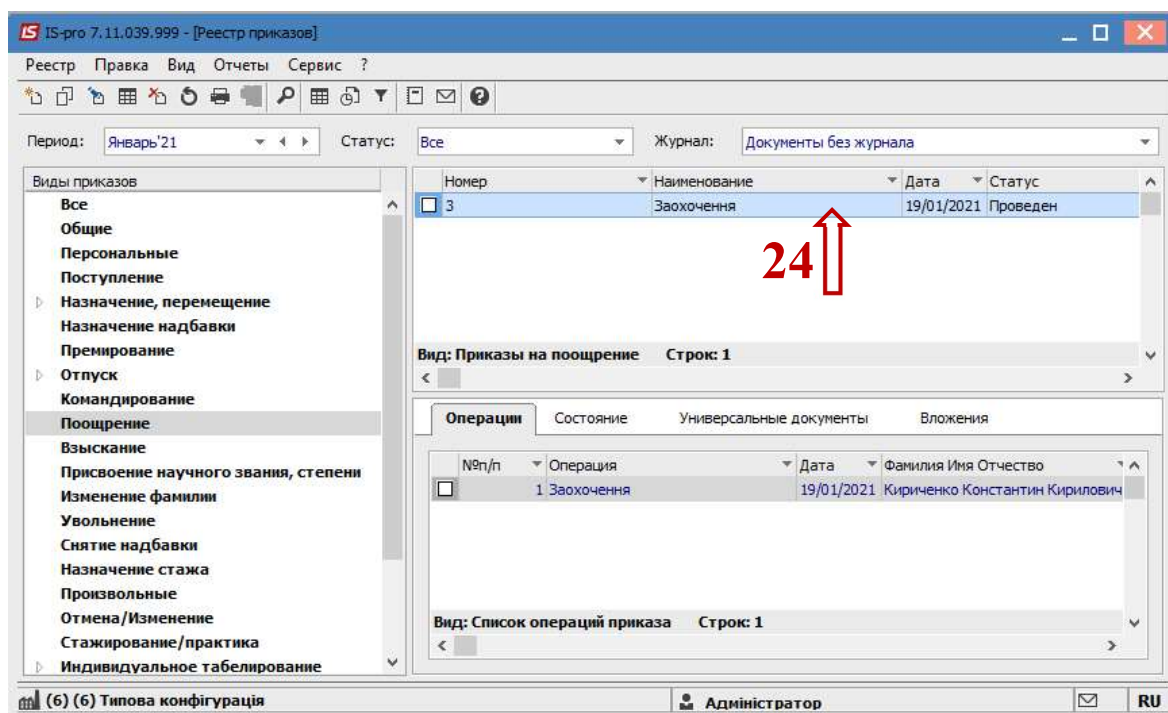 IS-pro 7.11.039.999 - [Реестр приказов]
Реестр Правка Вид Отчеты Сервис ?
Период: Январь'21 Статус: Все Журнал: Документы без журнала
Виды приказов
Все
Общие
Персональные
Поступление
Назначение, перемещение
Назначение надбавки
Премирование
Отпуск
Командирование
Поощрение
Взыскание
Присвоение научного звания, степени
Изменение фамилии
Увольнение
Снятие надбавки
Назначение стажа
Произвольные
Отмена/Изменение
Стажирование/практика
Индивидуальное табелирование
Номер Наименование Дата Статус
3 Заохочення 19/01/2021 Проведен
24
Вид: Приказы на поощрение Строк: 1
Операции Состояние Универсальные документы Вложения
№п/п Операция Дата Фамилия Имя Отчество
1 Заохочення 19/01/2021 Кириченко Константин Кирилович
Вид: Список операций приказа Строк: 1
(6) (6) Типова конфігурація Адміністратор RU